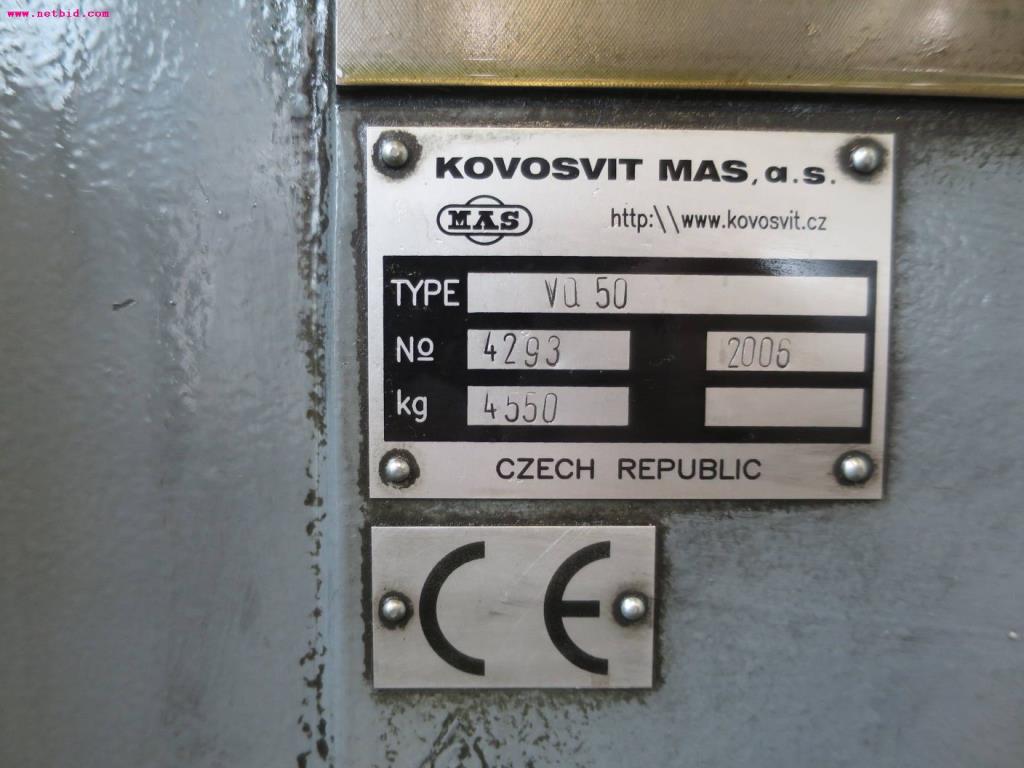 www.netbid.com
KOVOSVIT MAS, a.s.
MAS http:\\www.kovosvit.cz
TYPE VQ 50
Nº 4293 2006
kg 4550
CZECH REPUBLIC
CE